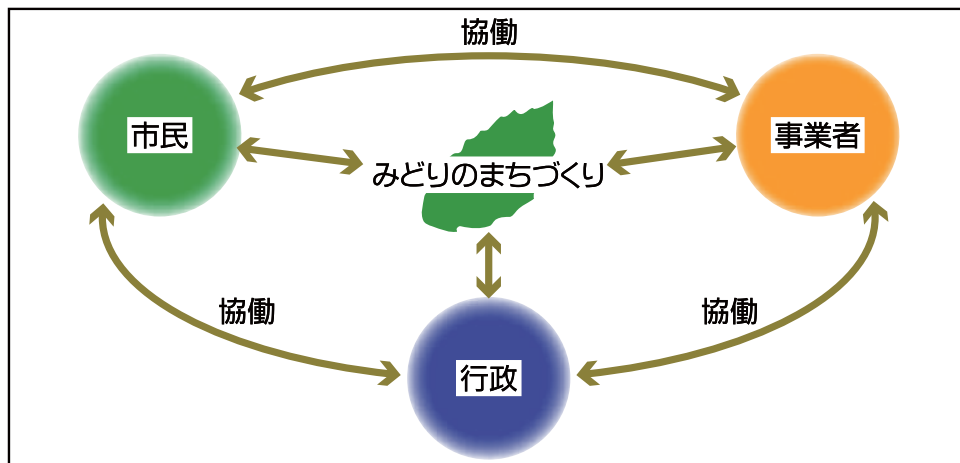 協働
市民
事業者
みどりのまちづくり
協働
協働
行政